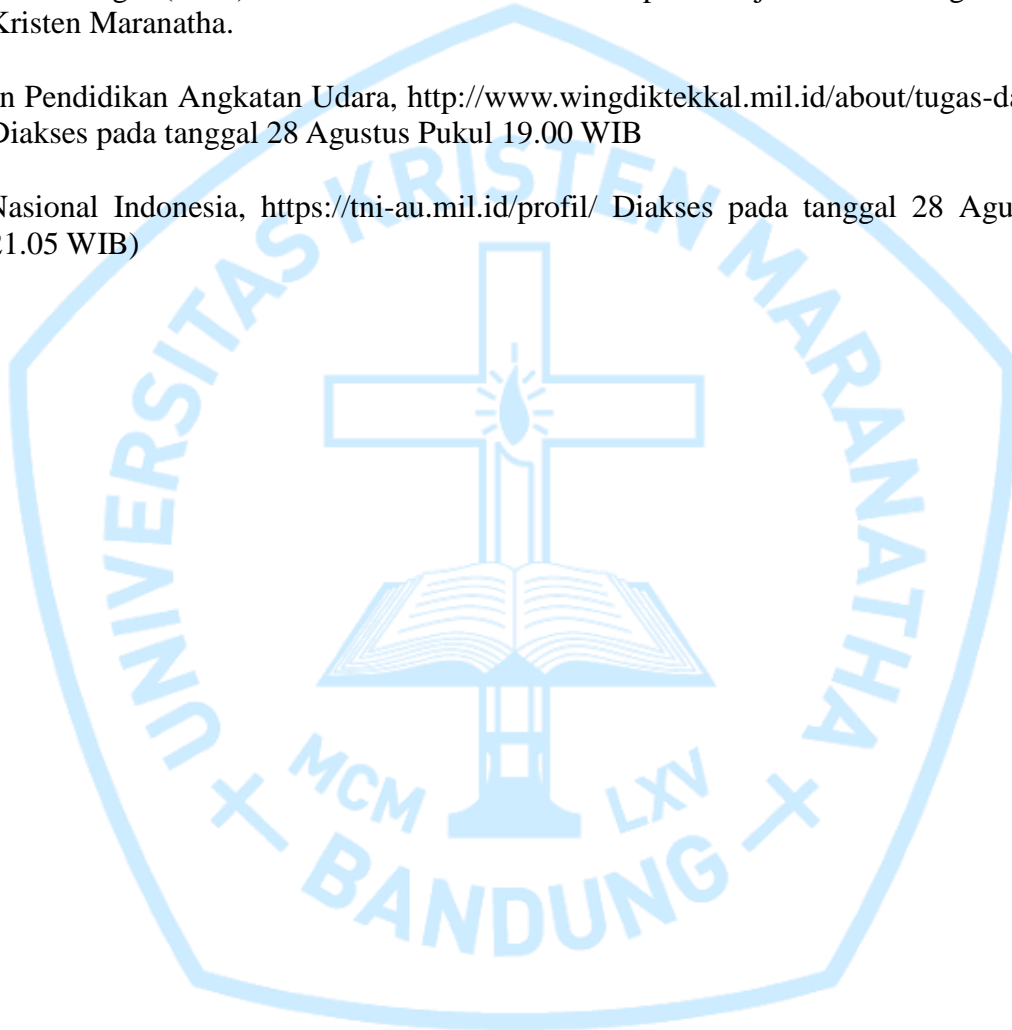 Kristen Maranatha.
n Pendidikan Angkatan Udara, http://www.wingdiktekkal.mil.id/about/tugas-da
Diakses pada tanggal 28 Agustus Pukul 19.00 WIB
Nasional Indonesia, https://tni-au.mil.id/profil/ Diakses pada tanggal 28 Agu
21.05 WIB)
UNIVERSITAS KRISTEN MARANATHA
MCM LXV
BANDUNG